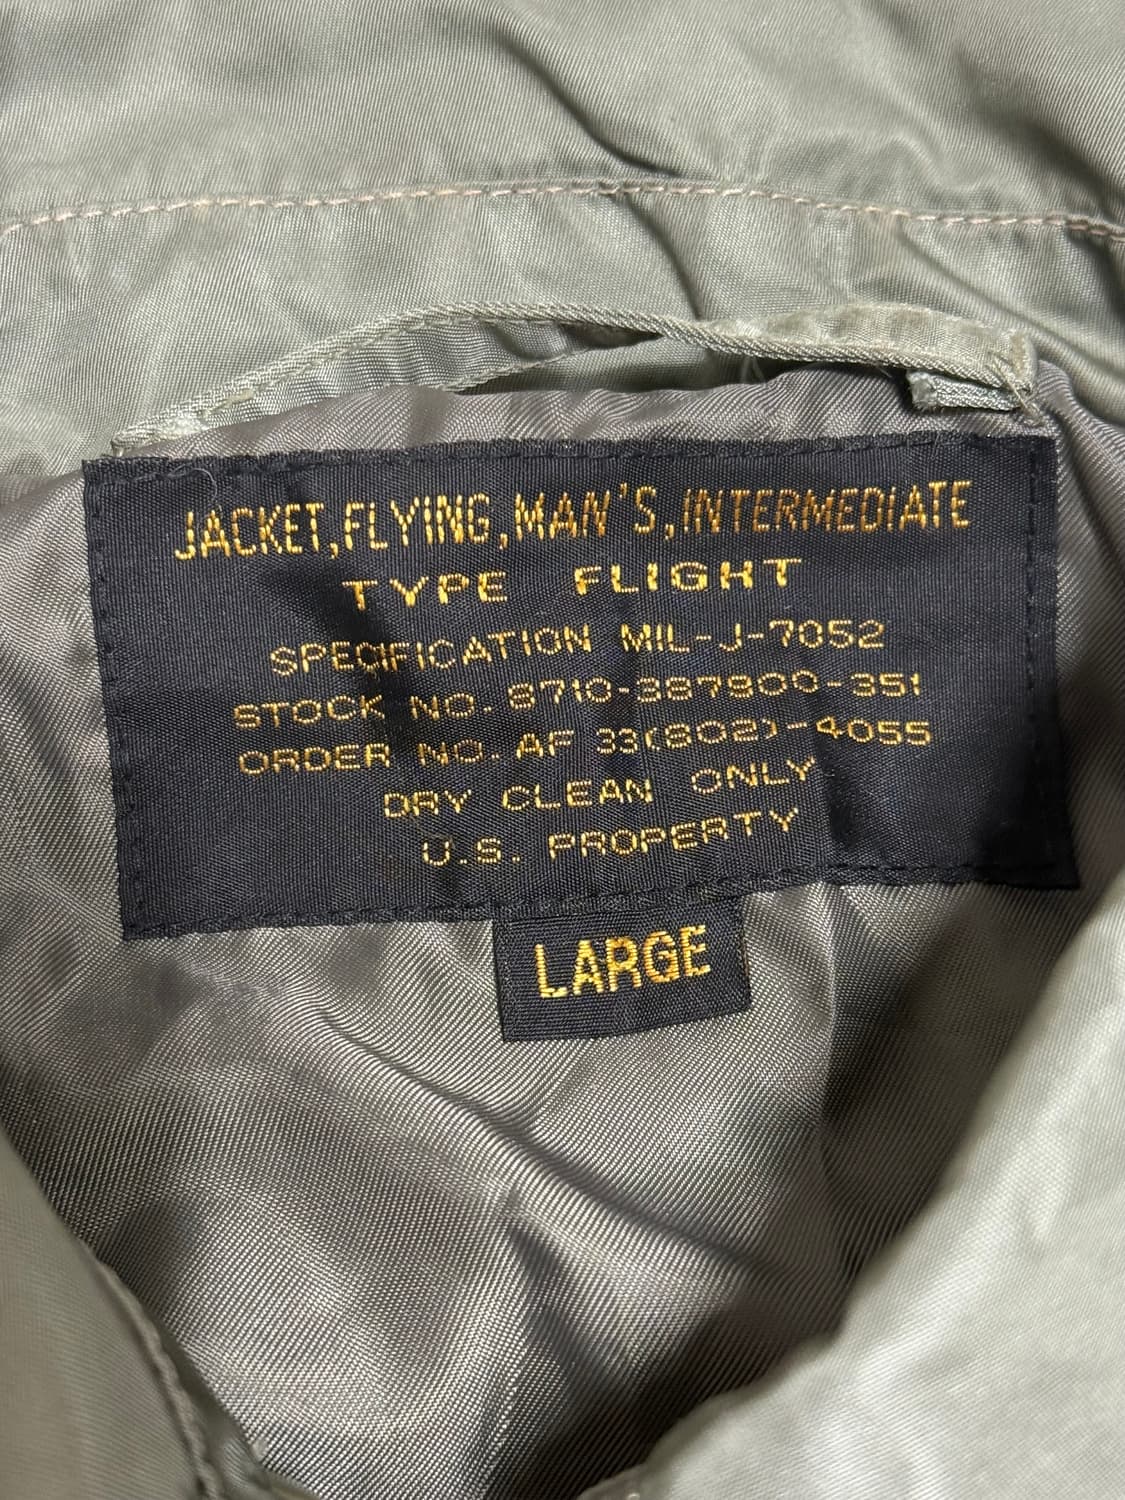 JACKET,FLYING,MAN'S,INTERMEDIATE
TYPE FLIGHT
SPECIFICATION MIL-J-7052
STOCK NO. 8710-387900-351
ORDER NO. AF 33(802)-4055
DRY CLEAN ONLY
U.S. PROPERTY
LARGE